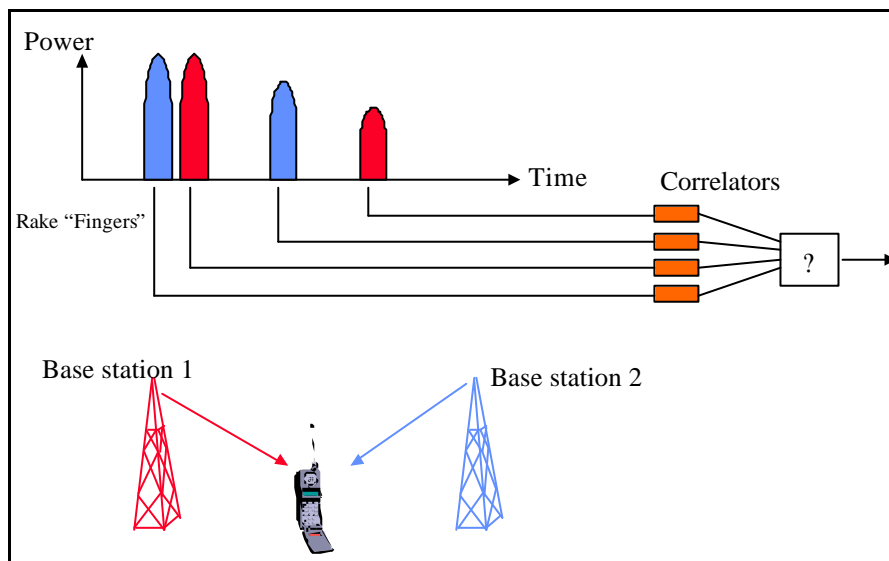 Power
Time
Correlators
Rake “Fingers”
?
Base station 1
Base station 2